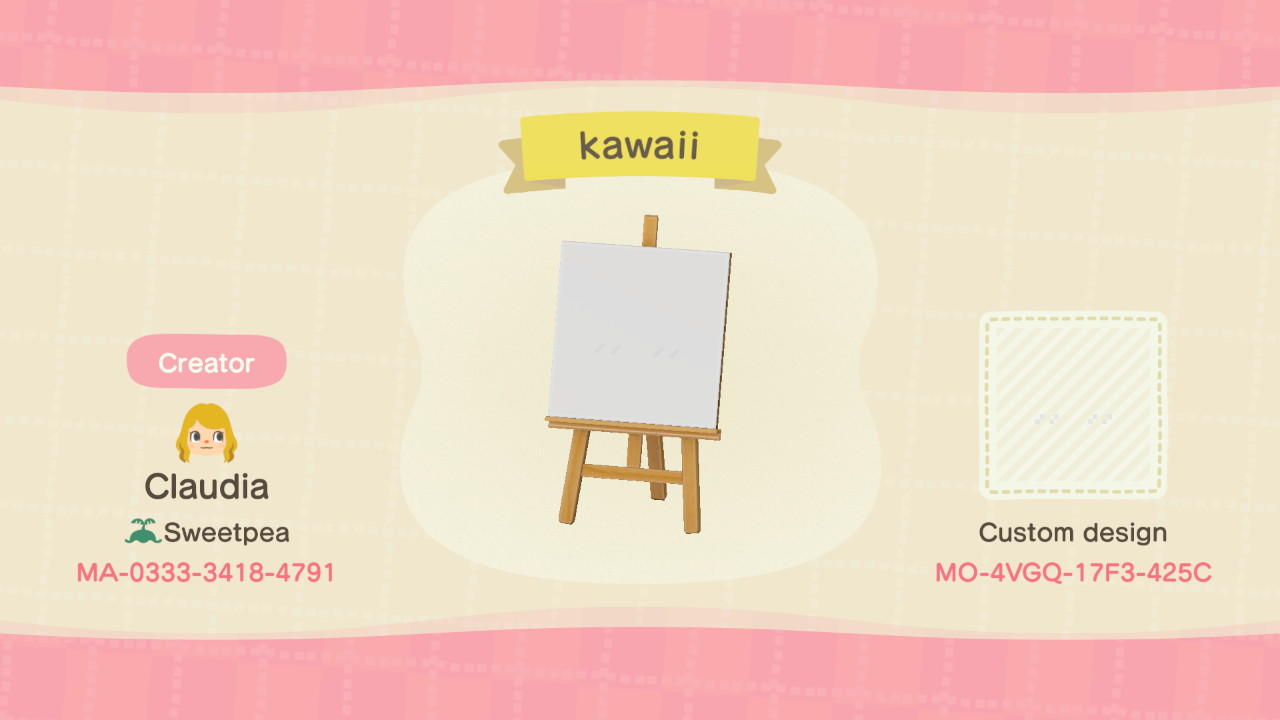 kawaii
Creator
Claudia
Sweetpea
MA-0333-3418-4791
Custom design
MO-4VGQ-17F3-425C